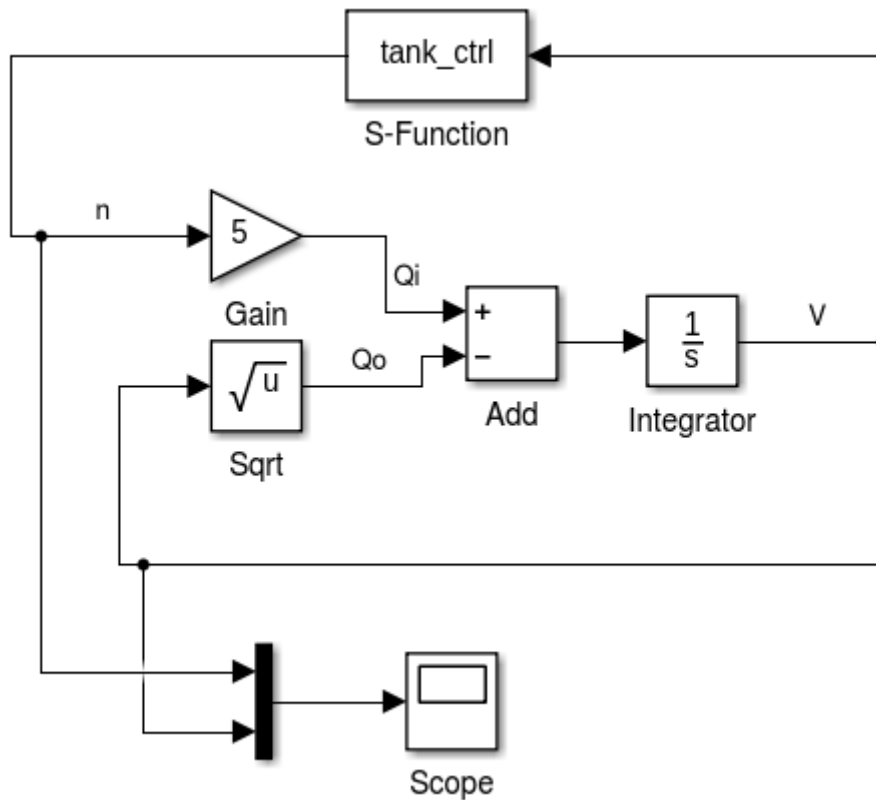 tank_ctrl
S-Function
n
5
Qi
Gain
+
−
1
s
V
Qo
√u
Add
Integrator
Sqrt
Scope